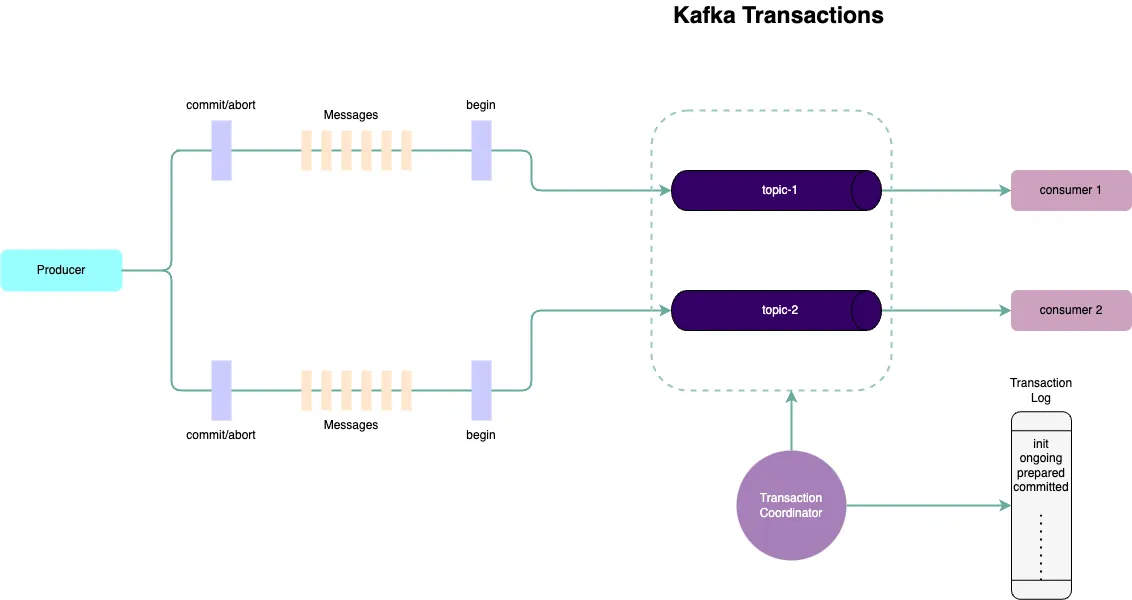 Kafka Transactions
commit/abort
Messages
begin
topic-1
consumer 1
Producer
topic-2
consumer 2
commit/abort
Messages
begin
Transaction
Log
init
ongoing
prepared
committed
Transaction
Coordinator